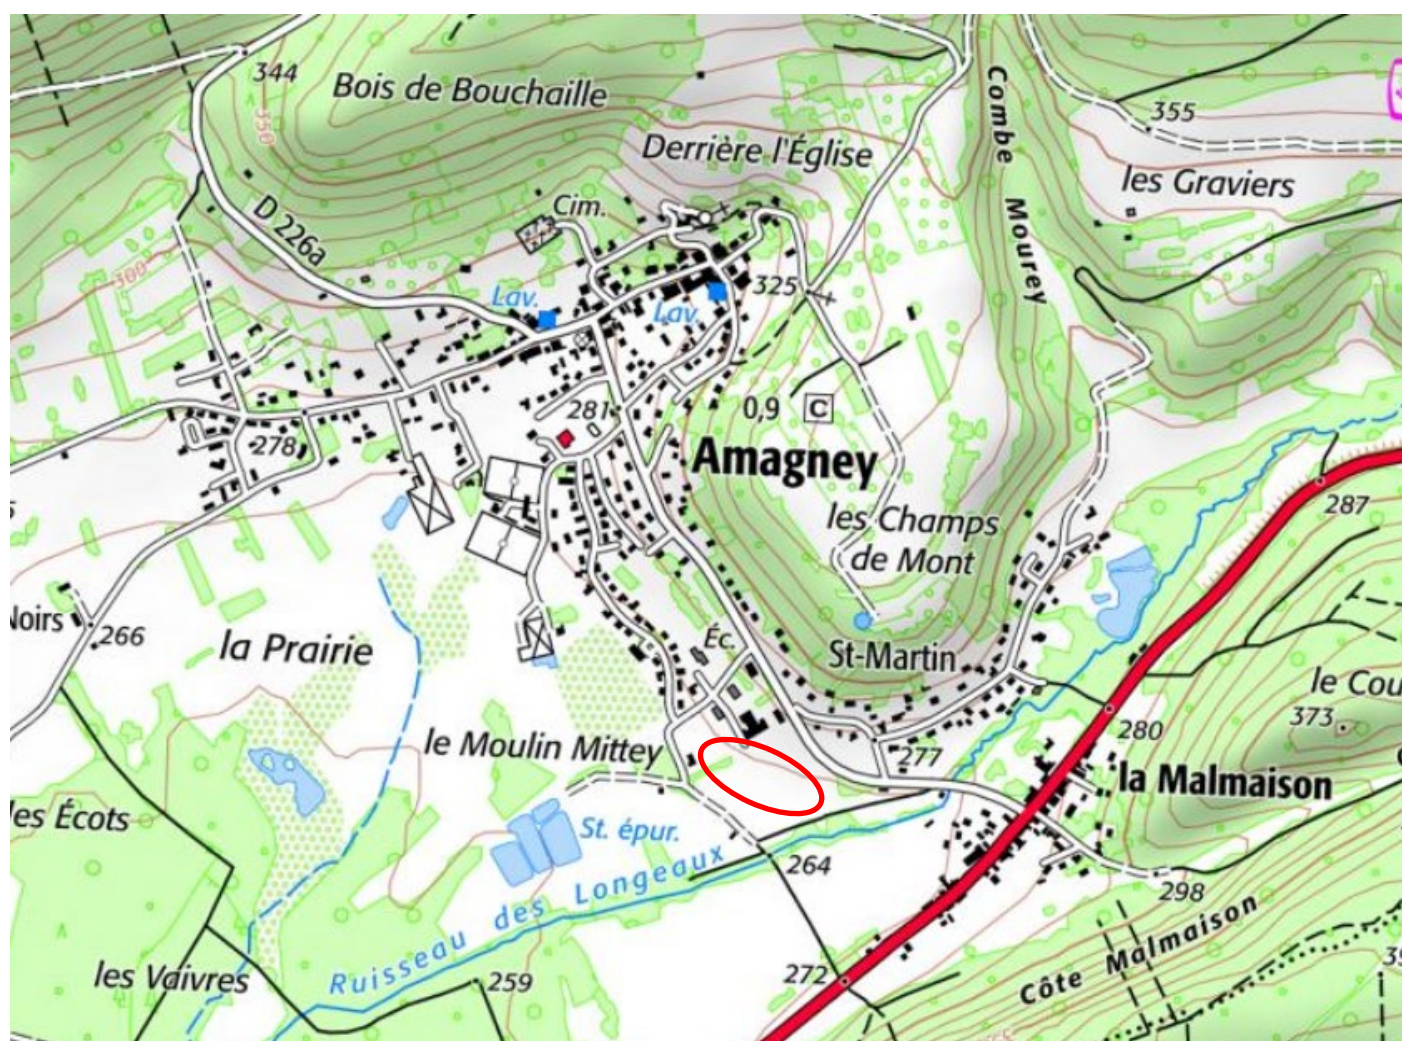 344
Bois de Bouchaille
350
Derrière l'Église
Combe Mourey
355
les Graviers
Cim.
D 226a
300
Lav.
Lav.
325
281
0,9
C
278
Amagney
287
les Champs
de Mont
Noirs
266
la Prairie
Éc.
St-Martin
le Cou
373
280
le Moulin Mittey
277
la Malmaison
les Écots
St. épur.
264
298
Ruisseau des Longeaux
les Vaivres
259
272
Côte Malmaison